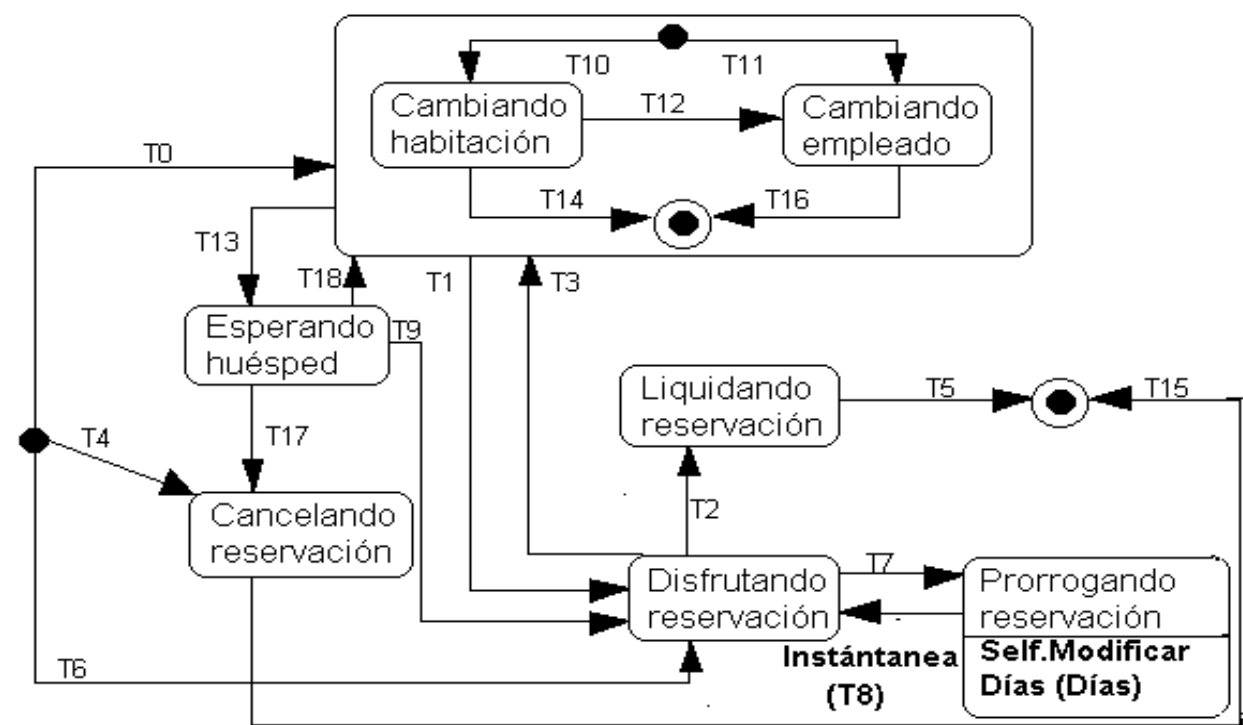 T10
T11
Cambiando
habitación
T12
Cambiando
empleado
T0
T14
T16
T13
T18
T1
T3
Esperando
huésped
T9
Liquidando
reservación
T5
T15
T4
T17
Cancelando
reservación
T2
Disfrutando
reservación
T7
Prorrogando
reservación
Instántanea
(T8)
Self.Modificar
Días (Días)
T6